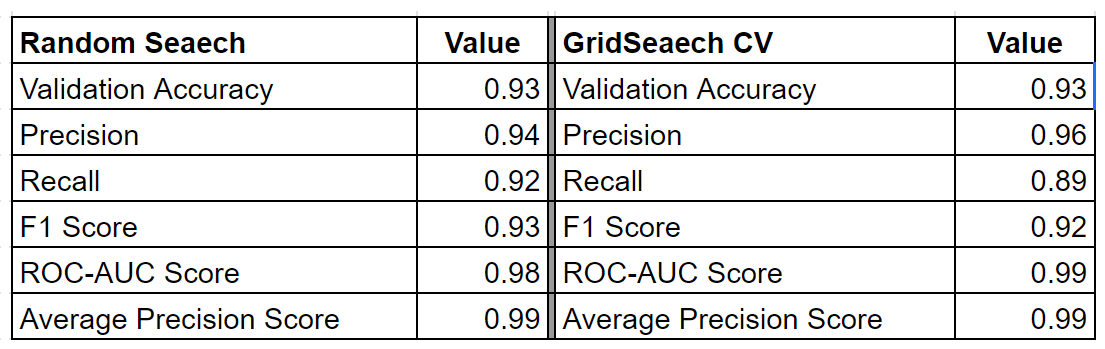 Random Seaech Value GridSeaech CV Value
Validation Accuracy 0.93 Validation Accuracy 0.93
Precision 0.94 Precision 0.96
Recall 0.92 Recall 0.89
F1 Score 0.93 F1 Score 0.92
ROC-AUC Score 0.98 ROC-AUC Score 0.99
Average Precision Score 0.99 Average Precision Score 0.99